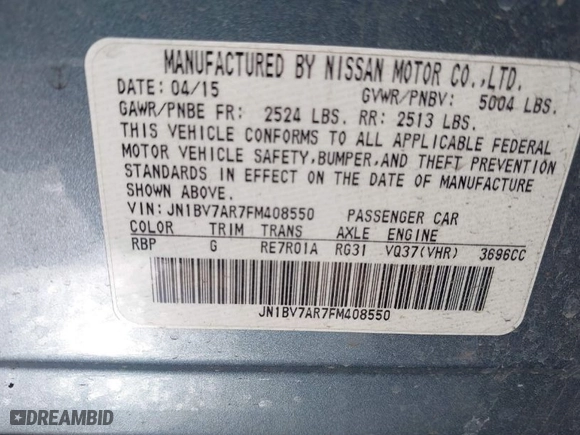 MANUFACTURED BY NISSAN MOTOR CO.,LTD.
DATE: 04/15 GVWR/PNBV: 5004 LBS.
GAWR/PNBE FR: 2524 LBS. RR: 2513 LBS.
THIS VEHICLE CONFORMS TO ALL APPLICABLE FEDERAL
MOTOR VEHICLE SAFETY,BUMPER,AND THEFT PREVENTION
STANDARDS IN EFFECT ON THE DATE OF MANUFACTURE
SHOWN ABOVE.
VIN: JN1BV7AR7FM408550 PASSENGER CAR
COLOR TRIM TRANS AXLE ENGINE
RBP G RE7R01A RG31 VQ37(VHR) 3696CC
JN1BV7AR7FM408550
DREAMBID